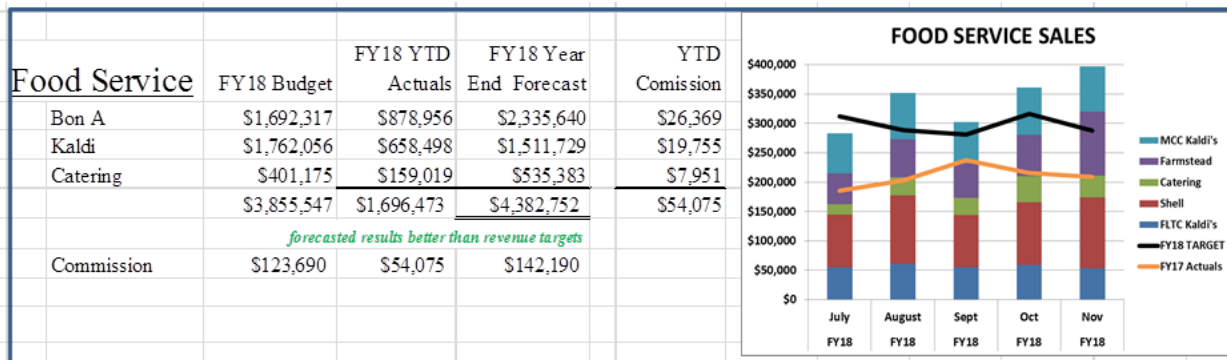 FY18 YTD FY18 Year YTD
Food Service FY18 Budget Actuals End Forecast Comission
Bon A $1,692,317 $878,956 $2,335,640 $26,369
Kaldi $1,762,056 $658,498 $1,511,729 $19,755
Catering $401,175 $159,019 $535,383 $7,951
$3,855,547 $1,696,473 $4,382,752 $54,075
forecasted results better than revenue targets
Commission $123,690 $54,075 $142,190
FOOD SERVICE SALES
$400,000
$350,000
$300,000
$250,000
$200,000
$150,000
$100,000
$50,000
$0
July August Sept Oct Nov
FY18 FY18 FY18 FY18 FY18
MCC Kaldi's
Farmstead
Catering
Shell
FLTC Kaldi's
FY18 TARGET
FY17 Actuals